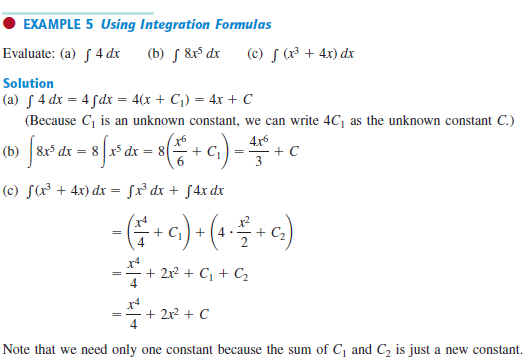 EXAMPLE 5 Using Integration Formulas
Evaluate: (a) ∫ 4 dx (b) ∫ 8x⁵ dx (c) ∫ (x³ + 4x) dx
Solution
(a) ∫ 4 dx = 4 ∫ dx = 4(x + C₁) = 4x + C
(Because C₁ is an unknown constant, we can write 4C₁ as the unknown constant C.)
(b) ∫ 8x⁵ dx = 8 ∫ x⁵ dx = 8(x⁶/6 + C₁) = 4x⁶/3 + C
(c) ∫(x³ + 4x) dx = ∫x³ dx + ∫4x dx
= (x⁴/4 + C₁) + (4 · x²/2 + C₂)
= x⁴/4 + 2x² + C₁ + C₂
= x⁴/4 + 2x² + C
Note that we need only one constant because the sum of C₁ and C₂ is just a new constant.